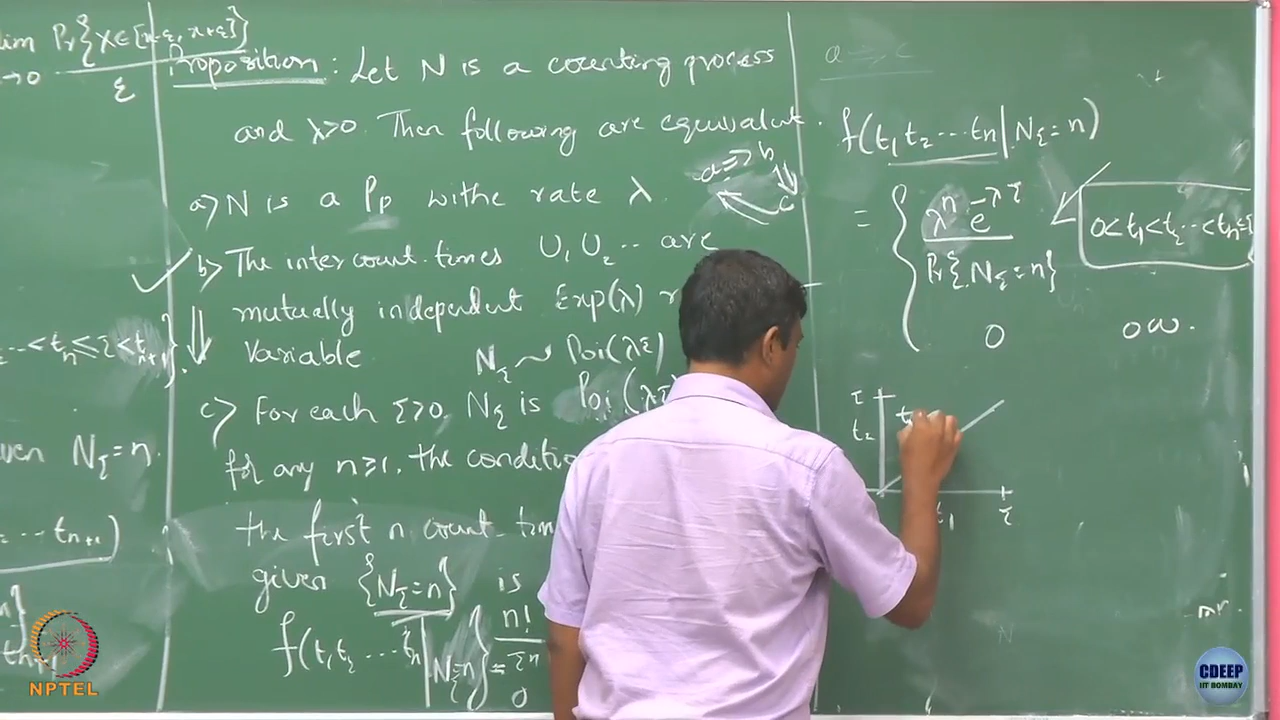 lim Pr{X∈[x-ε, x+ε]}
→0 ε
Proposition: Let N is a counting process
and λ>0. Then following are equivalent.
a ⇒ b
⇓
c
a) N is a Pp withe rate λ
b) The intercount times U1 U2 ... are
mutually independent Exp(λ)
Variable
Nτ ~ Poi(λτ)
c) For each τ>0, Nτ is Poi(λτ)
for any n≥1, the
the first n count
given {Nτ=n} is
f(t1 t2 ... tn | Nτ=n) = n!
τn
0
... < tn ≤ τ < tn+1}.
Nτ = n.
... tn+1)
f(t1 t2 ... tn | Nτ = n)
= { λn e-λτ
Pr{Nτ=n}
0<t1<t2...<tn≤τ
0 ow.
τ
t2
t1 τ
NPTEL
CDEEP
IIT BOMBAY